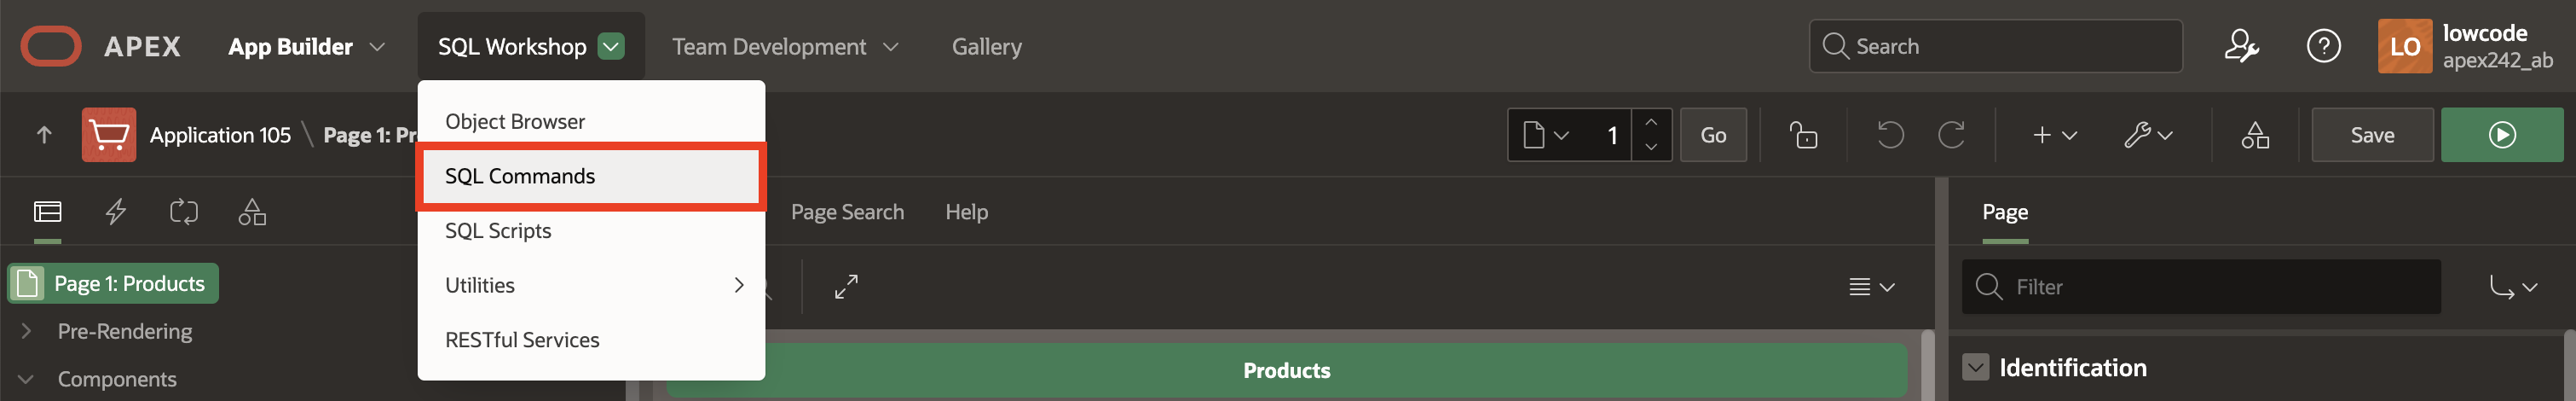 APEX App Builder SQL Workshop Team Development Gallery Search LO lowcode
apex242_ab
Application 105 \ Page 1: Pr 1 Go Save
Object Browser
SQL Commands
SQL Scripts
Utilities
RESTful Services
Page Search Help
Page
Page 1: Products
Filter
Pre-Rendering
Components
Products
Identification